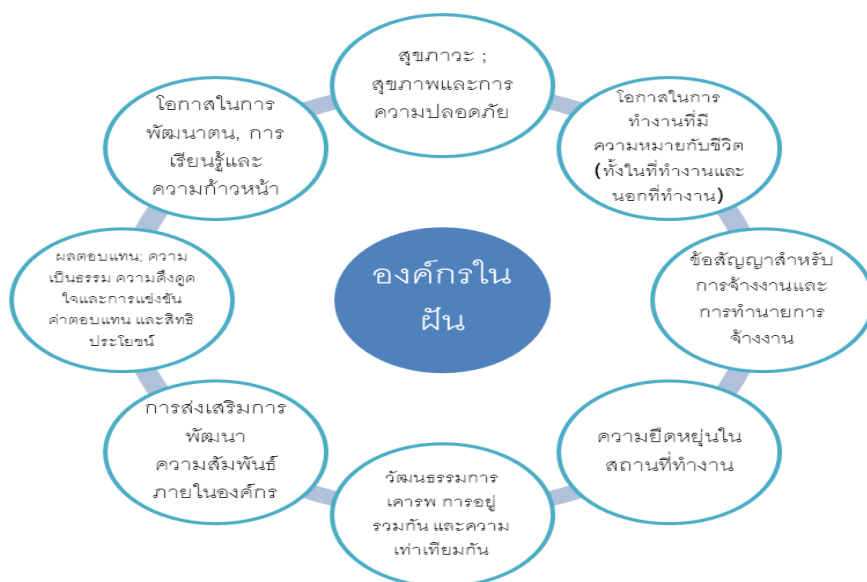 สุขภาวะ ;
สุขภาพและการ
ความปลอดภัย
โอกาสในการ
ทำงานที่มี
ความหมายกับชีวิต
(ทั้งในที่ทำงานและ
นอกที่ทำงาน)
ข้อสัญญาสำหรับ
การจ้างงานและ
การทำนายการ
จ้างงาน
ความยืดหยุ่นใน
สถานที่ทำงาน
วัฒนธรรมการ
เคารพ การอยู่
รวมกัน และความ
เท่าเทียมกัน
การส่งเสริมการ
พัฒนา
ความสัมพันธ์
ภายในองค์กร
ผลตอบแทน; ความ
เป็นธรรม ความดึงดูด
ใจและการแข่งขัน
ค่าตอบแทน และสิทธิ
ประโยชน์
โอกาสในการ
พัฒนาตน, การ
เรียนรู้และ
ความก้าวหน้า
องค์กรใน
ฝัน